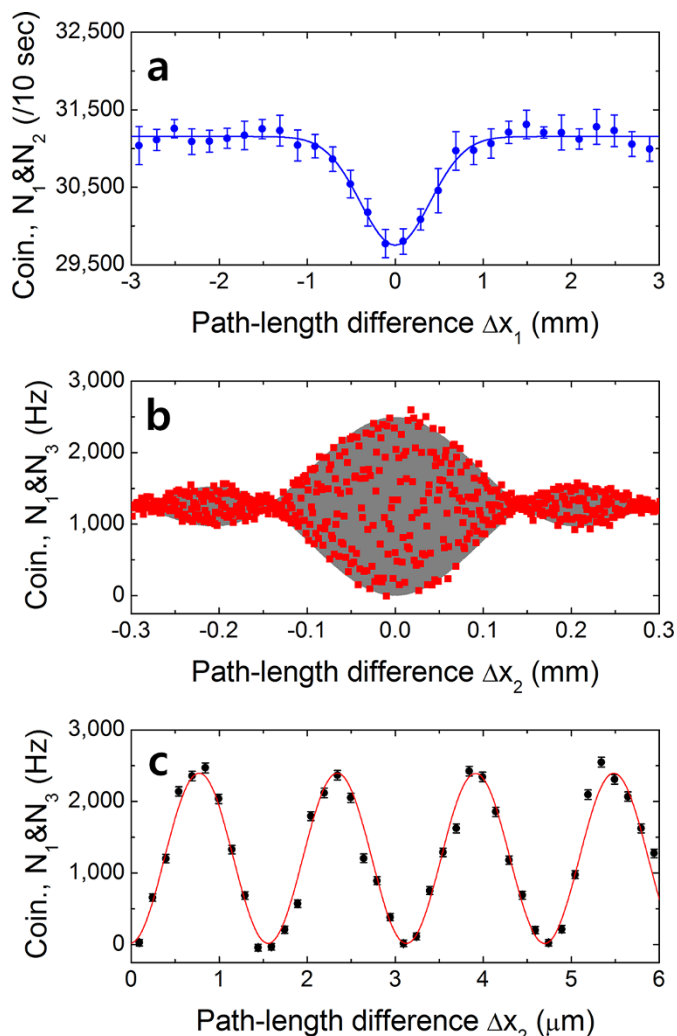 a
Coin., N1&N2 (/10 sec)
32,500
31,500
30,500
29,500
-3 -2 -1 0 1 2 3
Path-length difference Δx1 (mm)
b
Coin., N1&N3 (Hz)
3,000
2,000
1,000
0
-0.3 -0.2 -0.1 0.0 0.1 0.2 0.3
Path-length difference Δx2 (mm)
c
Coin., N1&N3 (Hz)
3,000
2,000
1,000
0
0 1 2 3 4 5 6
Path-length difference Δx2 (μm)